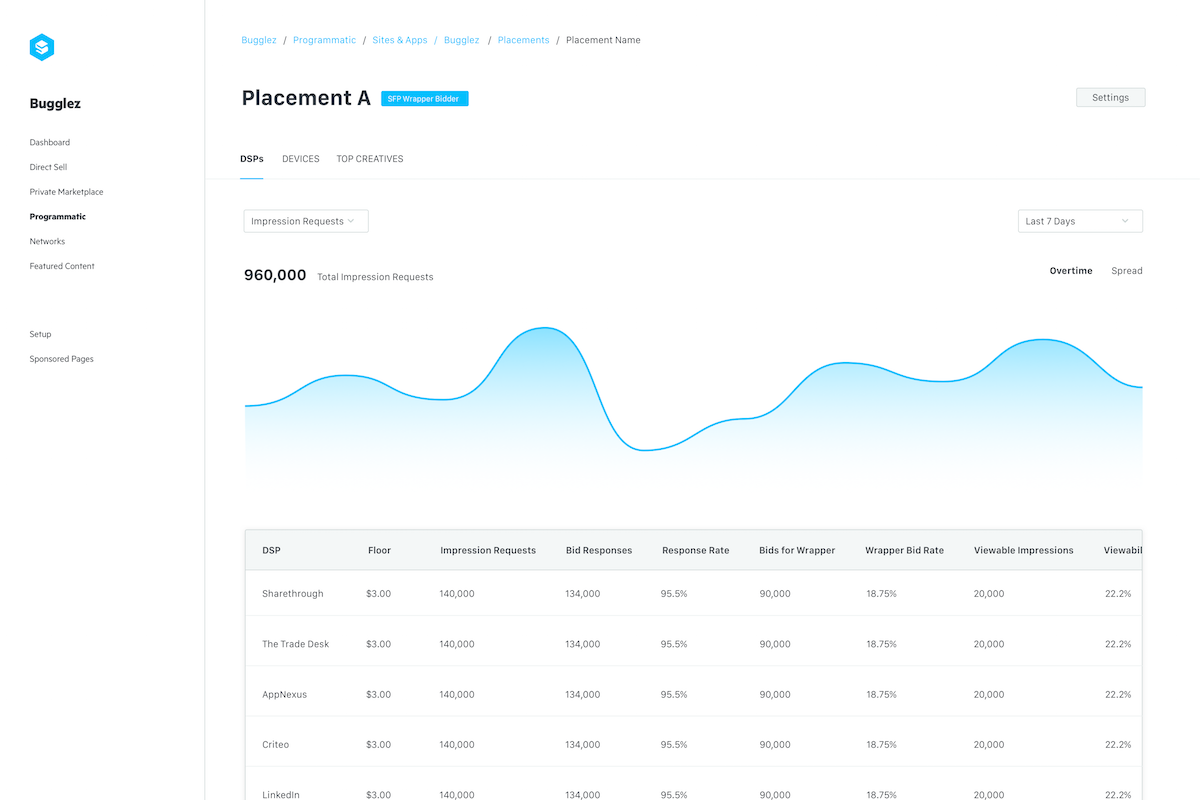 Bugglez / Programmatic / Sites & Apps / Bugglez / Placements / Placement Name
Bugglez
Placement A SFP Wrapper Bidder Settings
Dashboard
Direct Sell
Private Marketplace
Programmatic
Networks
Featured Content
Setup
Sponsored Pages
DSPs DEVICES TOP CREATIVES
Impression Requests Last 7 Days
960,000 Total Impression Requests Overtime Spread
DSP Floor Impression Requests Bid Responses Response Rate Bids for Wrapper Wrapper Bid Rate Viewable Impressions Viewabil
Sharethrough $3.00 140,000 134,000 95.5% 90,000 18.75% 20,000 22.2%
The Trade Desk $3.00 140,000 134,000 95.5% 90,000 18.75% 20,000 22.2%
AppNexus $3.00 140,000 134,000 95.5% 90,000 18.75% 20,000 22.2%
Criteo $3.00 140,000 134,000 95.5% 90,000 18.75% 20,000 22.2%
LinkedIn $3.00 140,000 134,000 95.5% 90,000 18.75% 20,000 22.2%